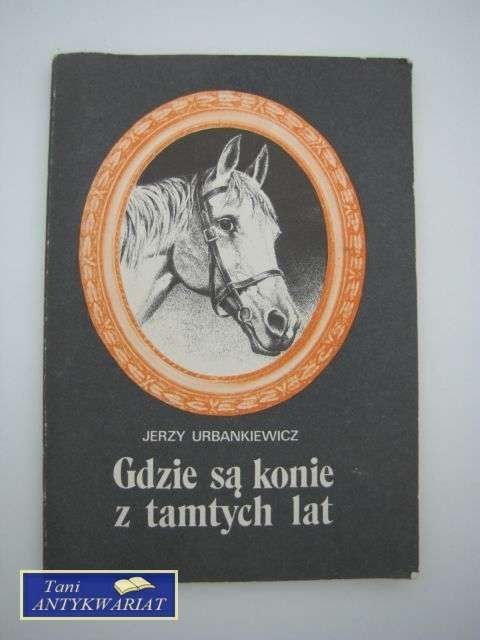 JERZY URBANKIEWICZ
Gdzie są konie
z tamtych lat
Tani
ANTYKWARIAT